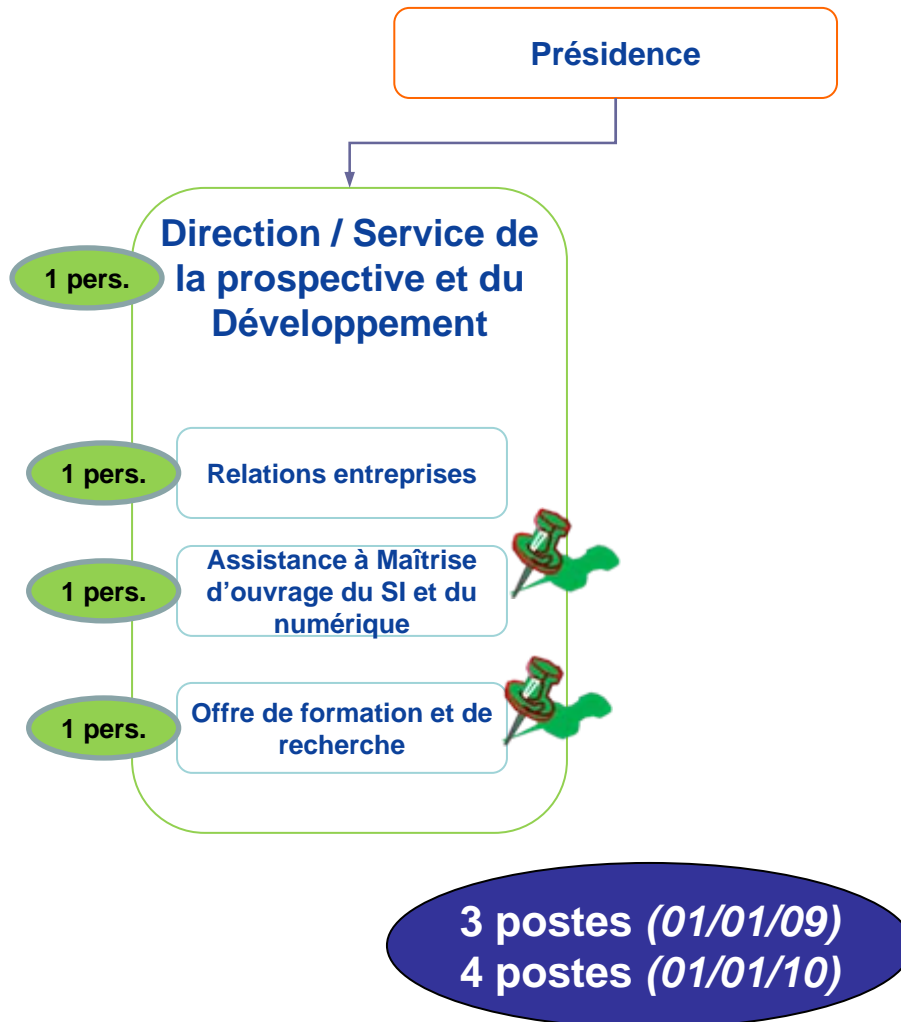 Présidence
Direction / Service de
la prospective et du
Développement
1 pers.
1 pers.
Relations entreprises
1 pers.
Assistance à Maîtrise
d’ouvrage du SI et du
numérique
1 pers.
Offre de formation et de
recherche
3 postes (01/01/09)
4 postes (01/01/10)